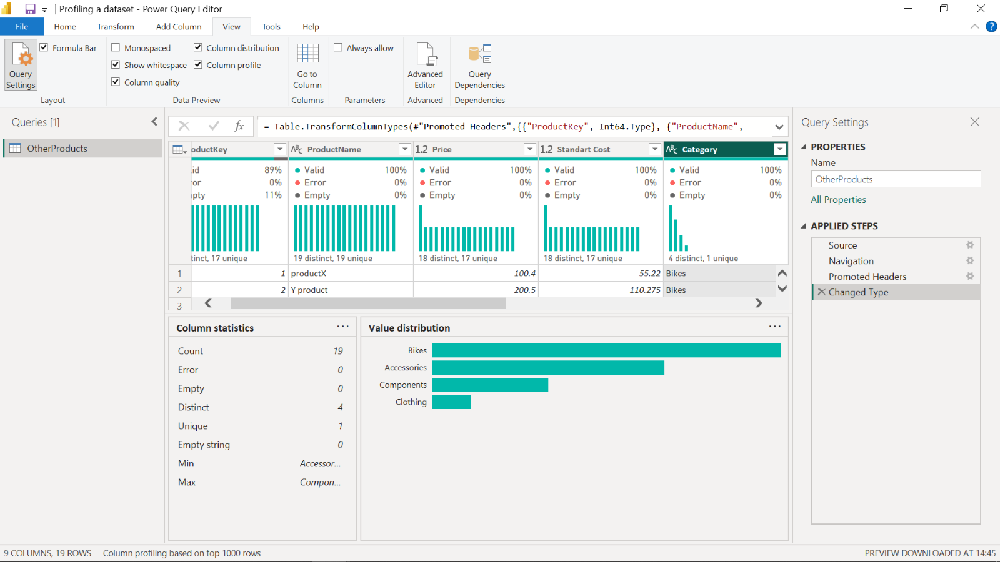 Profiling a dataset - Power Query Editor
File Home Transform Add Column View Tools Help
?
Query Settings
Formula Bar
Layout
Monospaced
Show whitespace
Column quality
Column distribution
Column profile
Data Preview
Go to Column
Columns
Always allow
Parameters
Advanced Editor
Advanced
Query Dependencies
Dependencies
Queries [1]
OtherProducts
fx
= Table.TransformColumnTypes(#"Promoted Headers",{{"ProductKey", Int64.Type}, {"ProductName",
oductKey ABC ProductName 1.2 Price 1.2 Standart Cost ABC Category
id 89% Valid 100% Valid 100% Valid 100% Valid 100%
or 0% Error 0% Error 0% Error 0% Error 0%
pty 11% Empty 0% Empty 0% Empty 0% Empty 0%
tinct, 17 unique 19 distinct, 19 unique 18 distinct, 17 unique 18 distinct, 17 unique 4 distinct, 1 unique
1 1 productX 100.4 55.22 Bikes
2 2 Y product 200.5 110.275 Bikes
3
Column statistics ...
Count 19
Error 0
Empty 0
Distinct 4
Unique 1
Empty string 0
Min Accessor...
Max Compon...
Value distribution ...
Bikes
Accessories
Components
Clothing
Query Settings
PROPERTIES
Name
OtherProducts
All Properties
APPLIED STEPS
Source
Navigation
Promoted Headers
Changed Type
9 COLUMNS, 19 ROWS Column profiling based on top 1000 rows PREVIEW DOWNLOADED AT 14:45